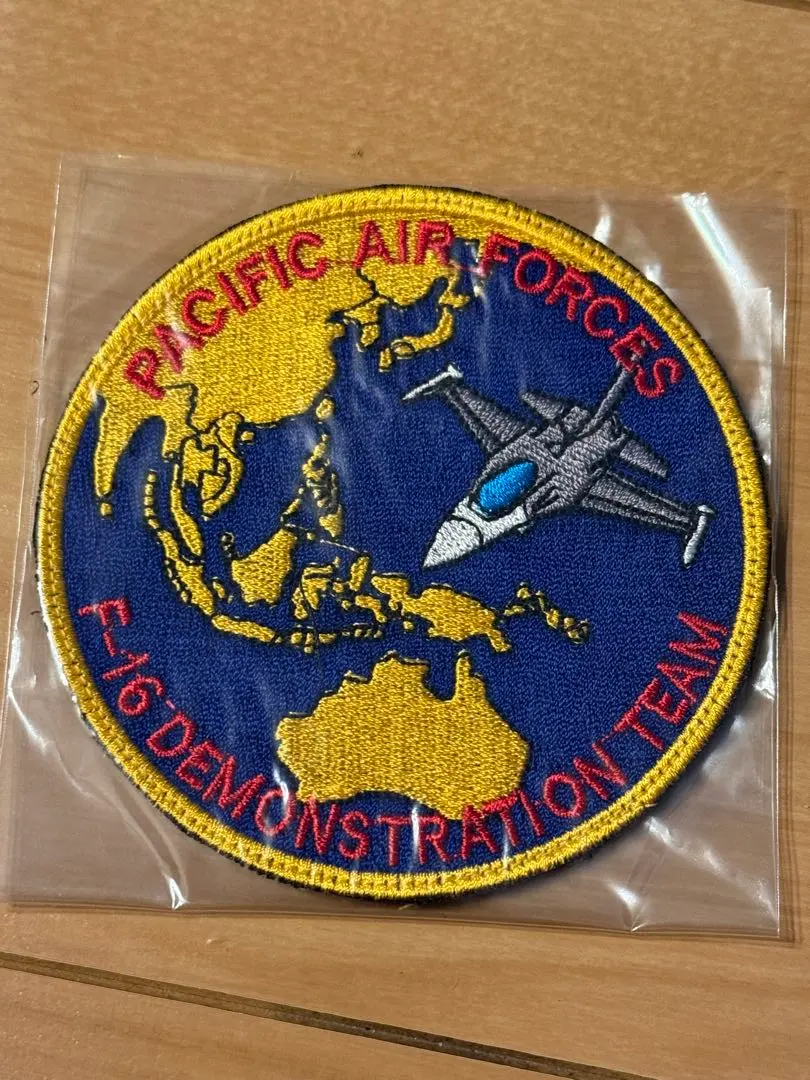 PACIFIC AIR FORCES
F-16 DEMONSTRATION TEAM